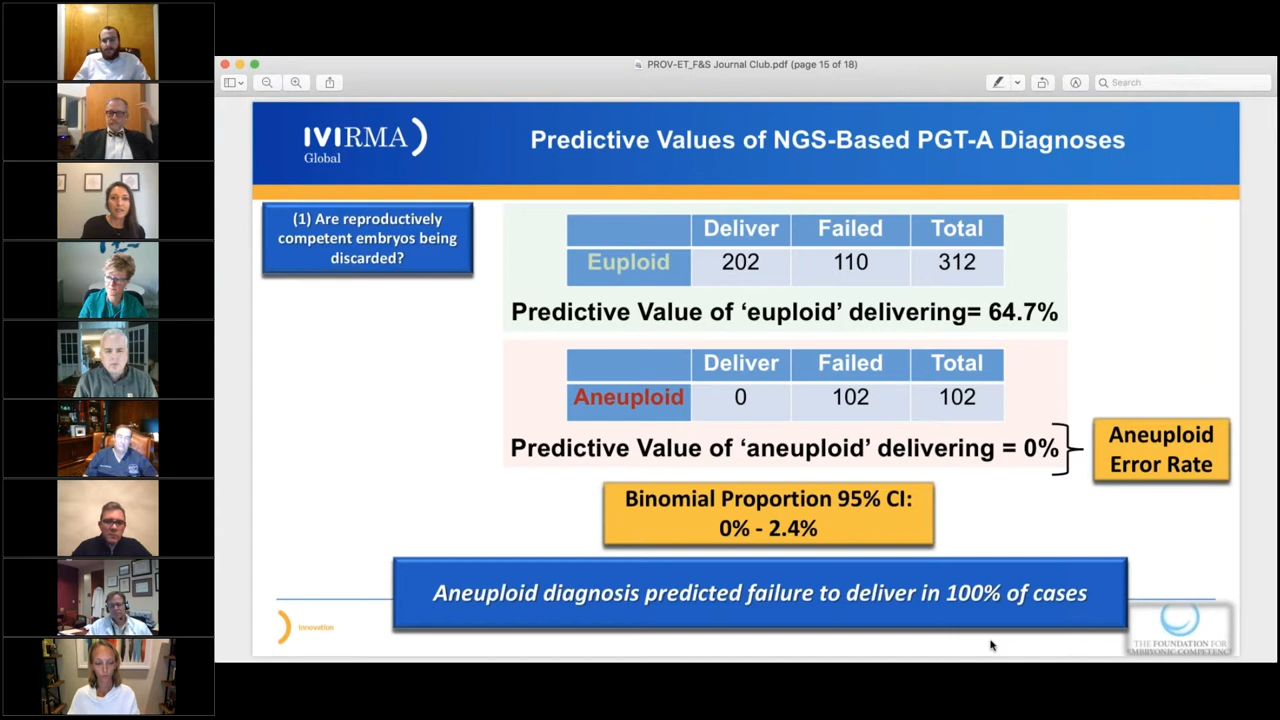 PROV-ET_F&S Journal Club.pdf (page 15 of 18)
Search
IVIRMA
Global
Predictive Values of NGS-Based PGT-A Diagnoses
(1) Are reproductively
competent embryos being
discarded?
Deliver Failed Total
Euploid 202 110 312
Predictive Value of ‘euploid’ delivering= 64.7%
Deliver Failed Total
Aneuploid 0 102 102
Predictive Value of ‘aneuploid’ delivering = 0%
Aneuploid
Error Rate
Binomial Proportion 95% CI:
0% - 2.4%
Aneuploid diagnosis predicted failure to deliver in 100% of cases
innovation
THE FOUNDATION FOR
EMBRYONIC COMPETENCE